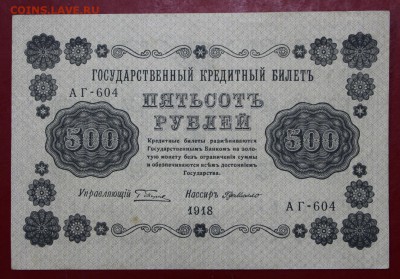 COINS.LAVE.RU
ГОСУДАРСТВЕННЫЙ КРЕДИТНЫЙ БИЛЕТЪ
АГ-604
ПЯТЬСОТЪ
РУБЛЕЙ
500
500
Кредитные билеты размѣниваются
Государственнымъ Банкомъ на золо-
тую монету безъ ограниченія суммы
и обезпечиваются всѣмъ достояніемъ
Государства.
Управляющій
Кассиръ
1918
АГ-604